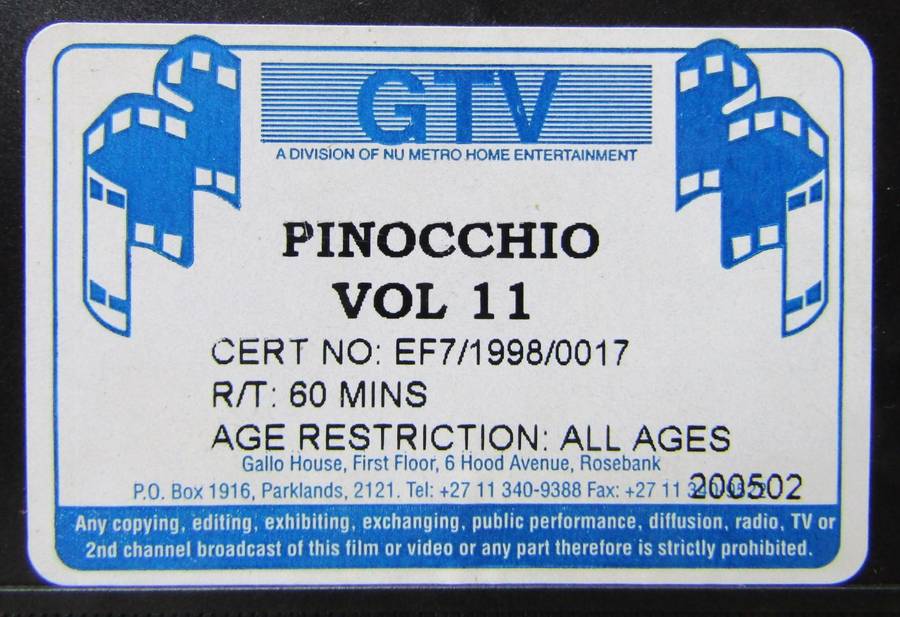 GTV
A DIVISION OF NU METRO HOME ENTERTAINMENT
PINOCCHIO
VOL 11
CERT NO: EF7/1998/0017
R/T: 60 MINS
AGE RESTRICTION: ALL AGES
Gallo House, First Floor, 6 Hood Avenue, Rosebank
P.O. Box 1916, Parklands, 2121. Tel: +27 11 340-9388 Fax: +27 11
200502
Any copying, editing, exhibiting, exchanging, public performance, diffusion, radio, TV or
2nd channel broadcast of this film or video or any part therefore is strictly prohibited.